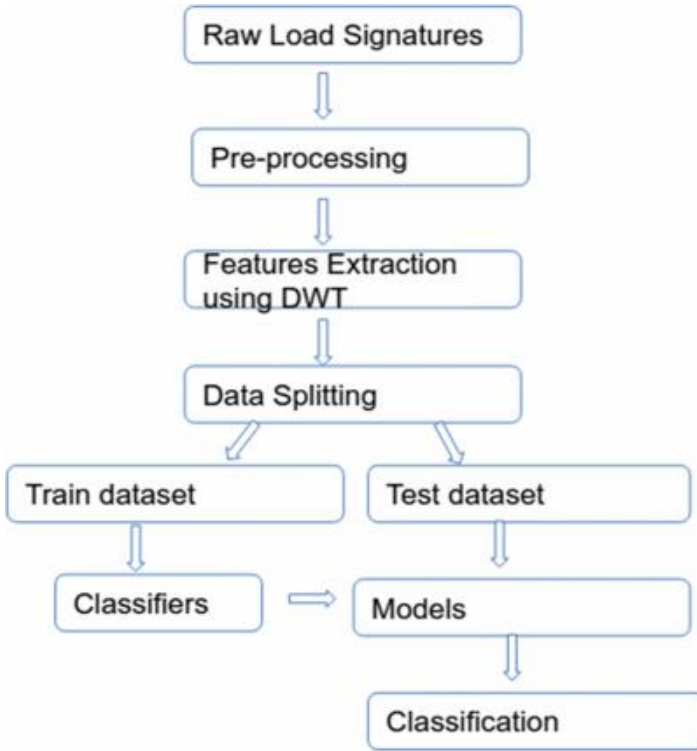 Raw Load Signatures
Pre-processing
Features Extraction
using DWT
Data Splitting
Train dataset
Test dataset
Classifiers
Models
Classification